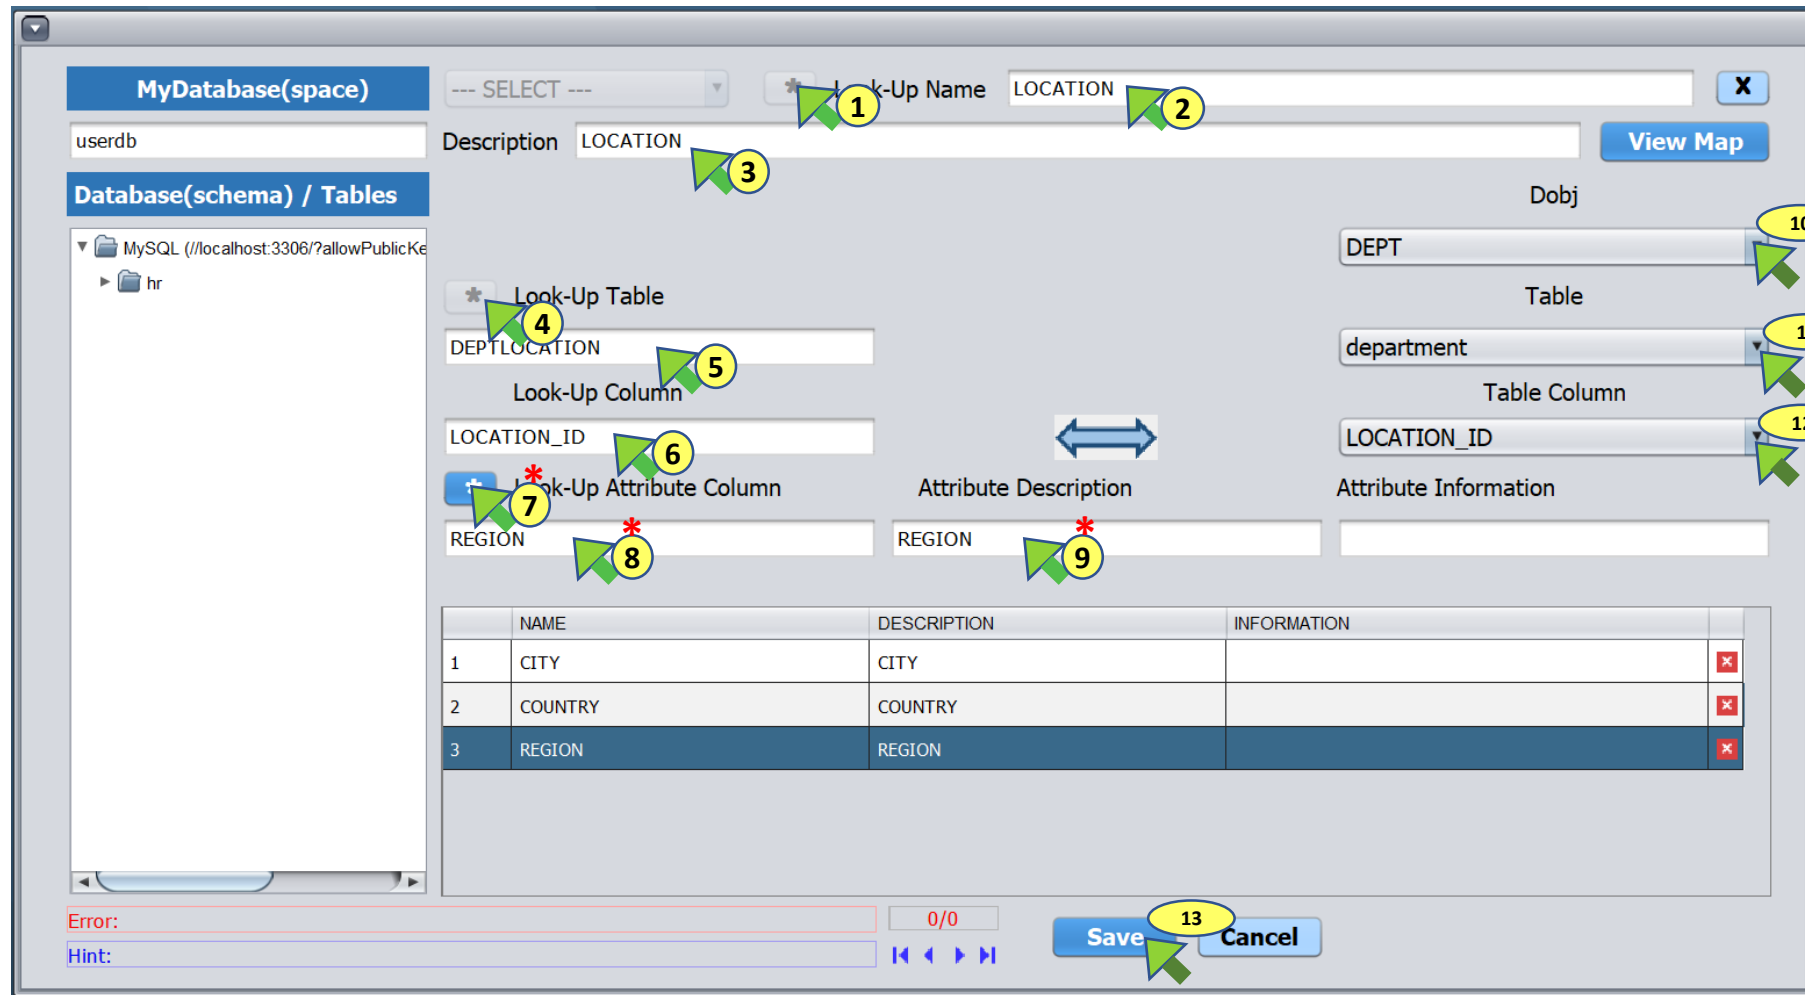 MyDatabase(space)
--- SELECT ---
* 1 Look-Up Name LOCATION 2
X
userdb
Description LOCATION 3
View Map
Database(schema) / Tables
Dobj
MySQL (//localhost:3306/?allowPublicKe
DEPT 10
hr
* 4 Look-Up Table
Table
DEPTLOCATION 5
department
Look-Up Column
Table Column
LOCATION_ID 6
LOCATION_ID 12
* 7 * Look-Up Attribute Column
Attribute Description
Attribute Information
REGION 8 *
REGION 9 *
NAME DESCRIPTION INFORMATION
1 CITY CITY
2 COUNTRY COUNTRY
3 REGION REGION
Error:
0/0
Hint:
Save 13
Cancel